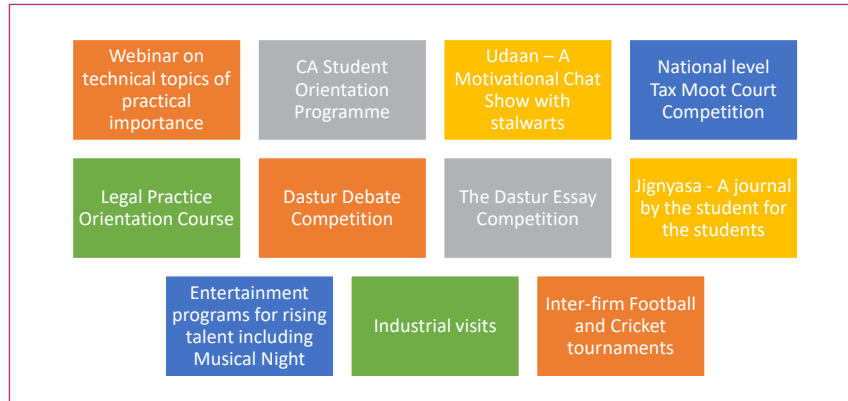 Webinar on
technical topics of
practical
importance
CA Student
Orientation
Programme
Udaan – A
Motivational Chat
Show with
stalwarts
National level
Tax Moot Court
Competition
Legal Practice
Orientation Course
Dastur Debate
Competition
The Dastur Essay
Competition
Jignyasa - A journal
by the student for
the students
Entertainment
programs for rising
talent including
Musical Night
Industrial visits
Inter-firm Football
and Cricket
tournaments